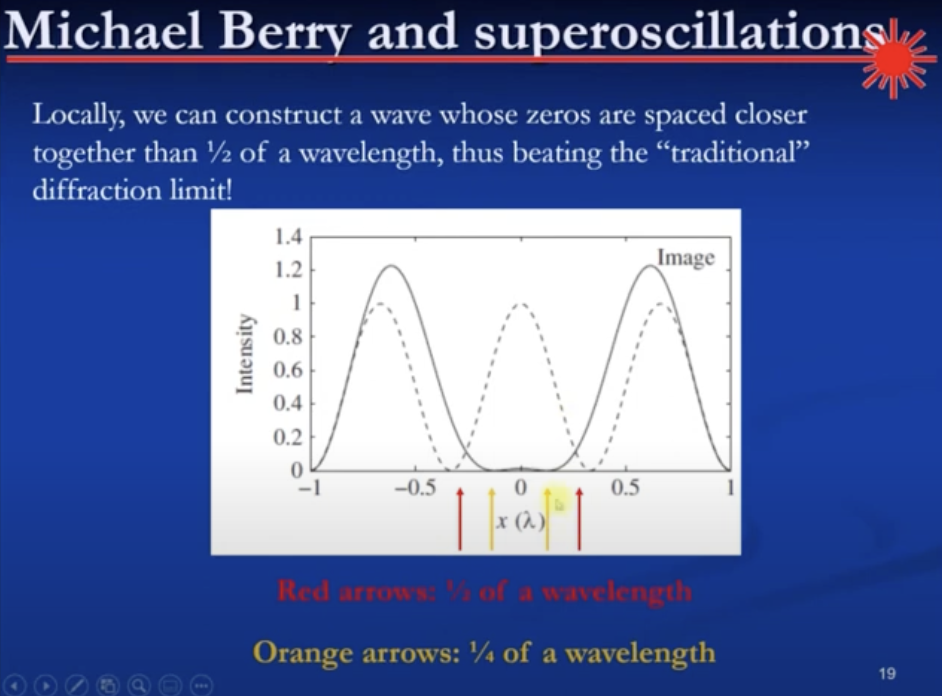 Michael Berry and superoscillations
Locally, we can construct a wave whose zeros are spaced closer
together than ½ of a wavelength, thus beating the “traditional”
diffraction limit!
1.4
Image
1.2
1
0.8
Intensity
0.6
0.4
0.2
0
−1 −0.5 0 0.5 1
x (λ)
Red arrows: ½ of a wavelength
Orange arrows: ¼ of a wavelength
19